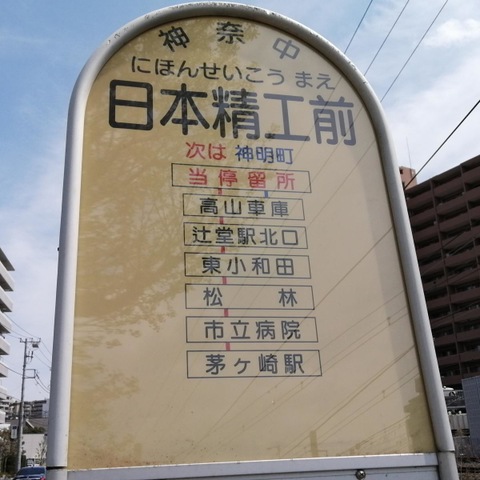 神奈中
にほんせいこう まえ
日本精工前
次は 神明町
当停留所
高山車庫
辻堂駅北口
東小和田
松林
市立病院
茅ヶ崎駅